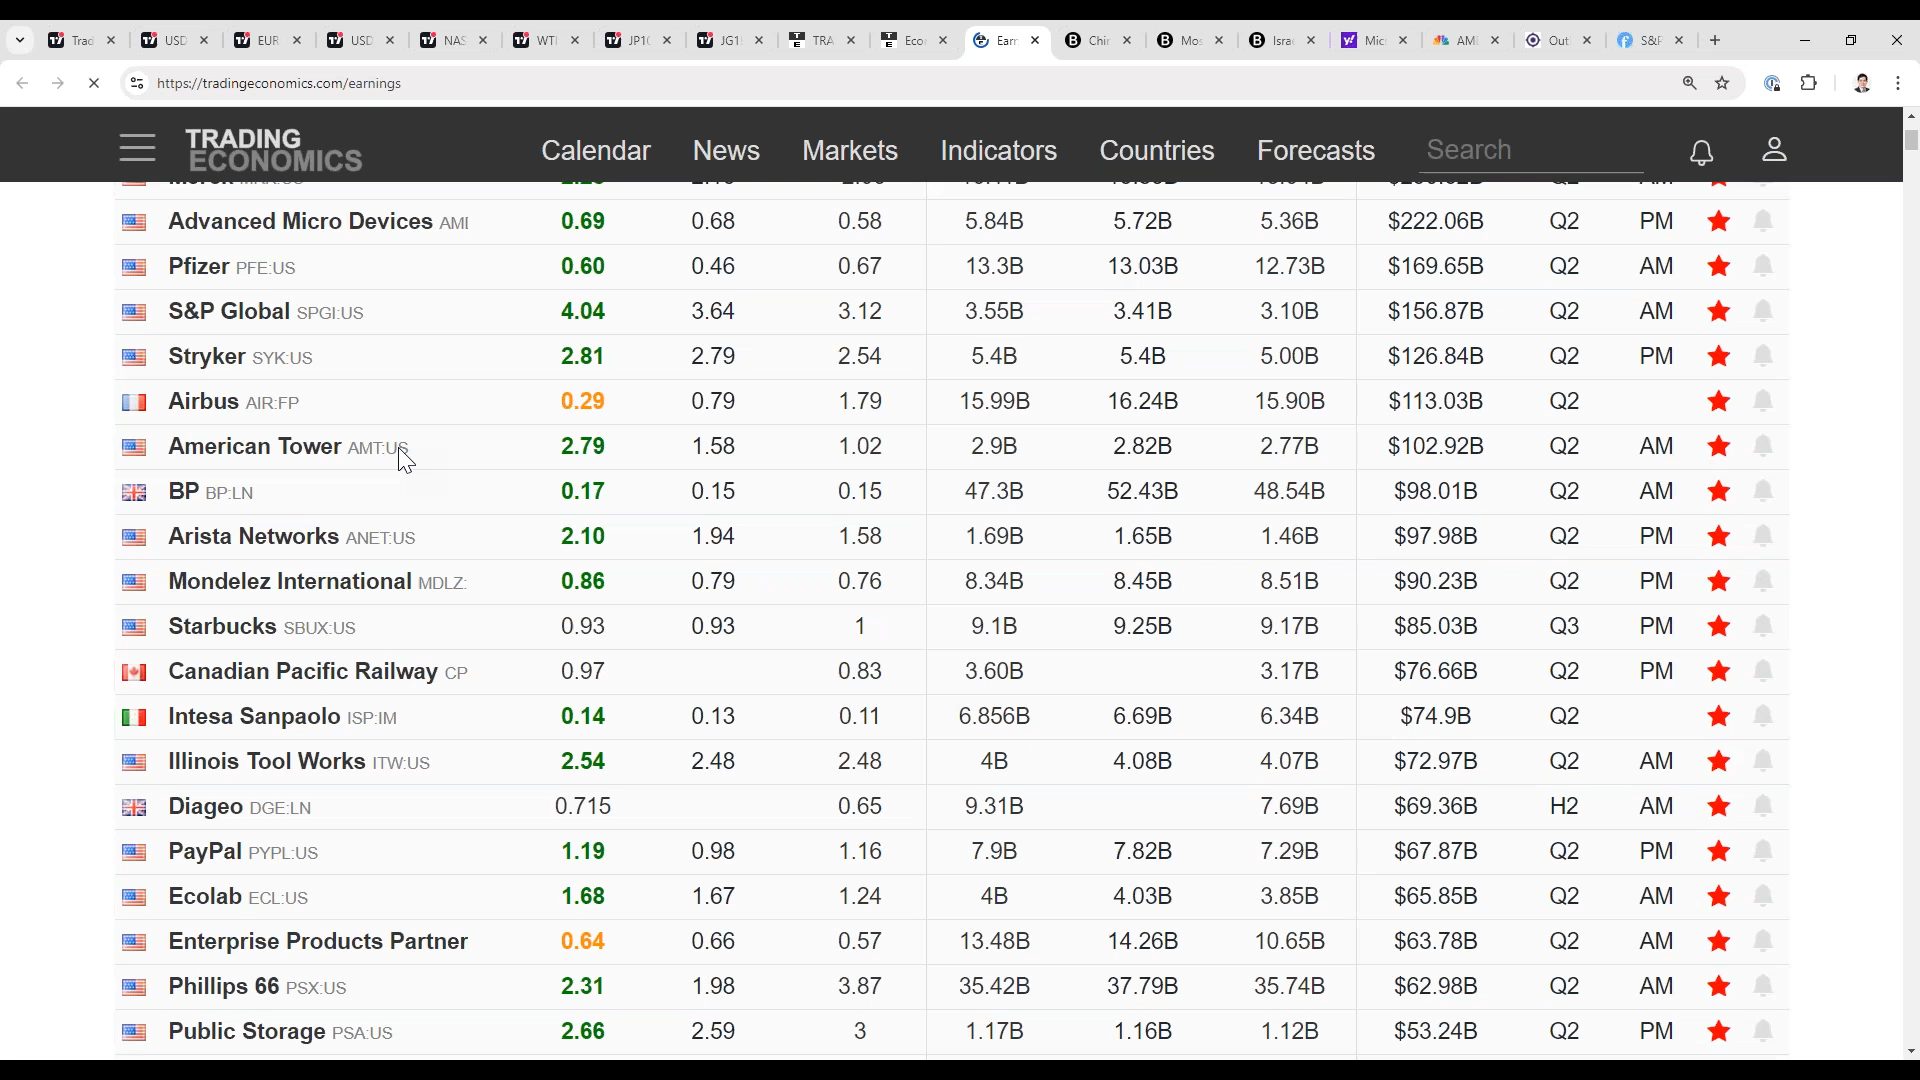 Trad
USD
EUR
USD
NAS
WTI
JP10
JG1
TRA
Eco
Earn
Chin
Mos
Isra
Mic
AMD
Out
S&P
https://tradingeconomics.com/earnings
TRADING ECONOMICS
Calendar News Markets Indicators Countries Forecasts Search
Advanced Micro Devices AMD 0.69 0.68 0.58 5.84B 5.72B 5.36B $222.06B Q2 PM
Pfizer PFE:US 0.60 0.46 0.67 13.3B 13.03B 12.73B $169.65B Q2 AM
S&P Global SPGI:US 4.04 3.64 3.12 3.55B 3.41B 3.10B $156.87B Q2 AM
Stryker SYK:US 2.81 2.79 2.54 5.4B 5.4B 5.00B $126.84B Q2 PM
Airbus AIR:FP 0.29 0.79 1.79 15.99B 16.24B 15.90B $113.03B Q2
American Tower AMT:US 2.79 1.58 1.02 2.9B 2.82B 2.77B $102.92B Q2 AM
BP BP:LN 0.17 0.15 0.15 47.3B 52.43B 48.54B $98.01B Q2 AM
Arista Networks ANET:US 2.10 1.94 1.58 1.69B 1.65B 1.46B $97.98B Q2 PM
Mondelez International MDLZ: 0.86 0.79 0.76 8.34B 8.45B 8.51B $90.23B Q2 PM
Starbucks SBUX:US 0.93 0.93 1 9.1B 9.25B 9.17B $85.03B Q3 PM
Canadian Pacific Railway CP 0.97 0.83 3.60B 3.17B $76.66B Q2 PM
Intesa Sanpaolo ISP:IM 0.14 0.13 0.11 6.856B 6.69B 6.34B $74.9B Q2
Illinois Tool Works ITW:US 2.54 2.48 2.48 4B 4.08B 4.07B $72.97B Q2 AM
Diageo DGE:LN 0.715 0.65 9.31B 7.69B $69.36B H2 AM
PayPal PYPL:US 1.19 0.98 1.16 7.9B 7.82B 7.29B $67.87B Q2 PM
Ecolab ECL:US 1.68 1.67 1.24 4B 4.03B 3.85B $65.85B Q2 AM
Enterprise Products Partner 0.64 0.66 0.57 13.48B 14.26B 10.65B $63.78B Q2 AM
Phillips 66 PSX:US 2.31 1.98 3.87 35.42B 37.79B 35.74B $62.98B Q2 AM
Public Storage PSA:US 2.66 2.59 3 1.17B 1.16B 1.12B $53.24B Q2 PM